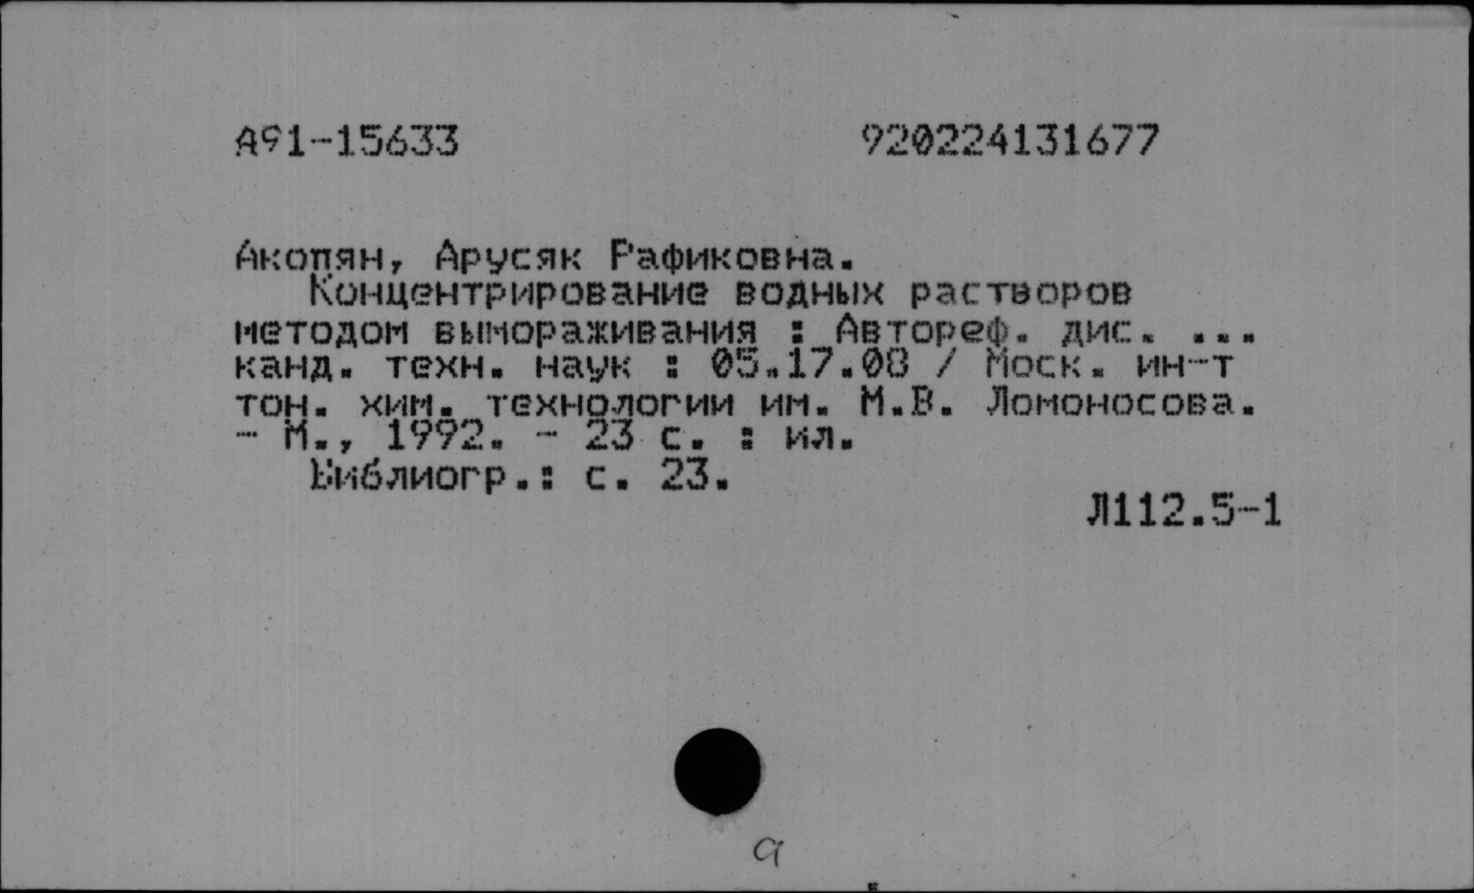 А91-15633 920224131677
Акопян, Арусяк Рафиковна.
Концентрирование водных растворов
методом вымораживания : Автореф. дис. ...
канд. техн. наук : 05.17.08 / Моск. ин-т
тон. хим. технологии им. М.В. Ломоносова.
- М., 1992. - 23 с. : ил.
Библиогр.: с. 23.
Л112.5-1